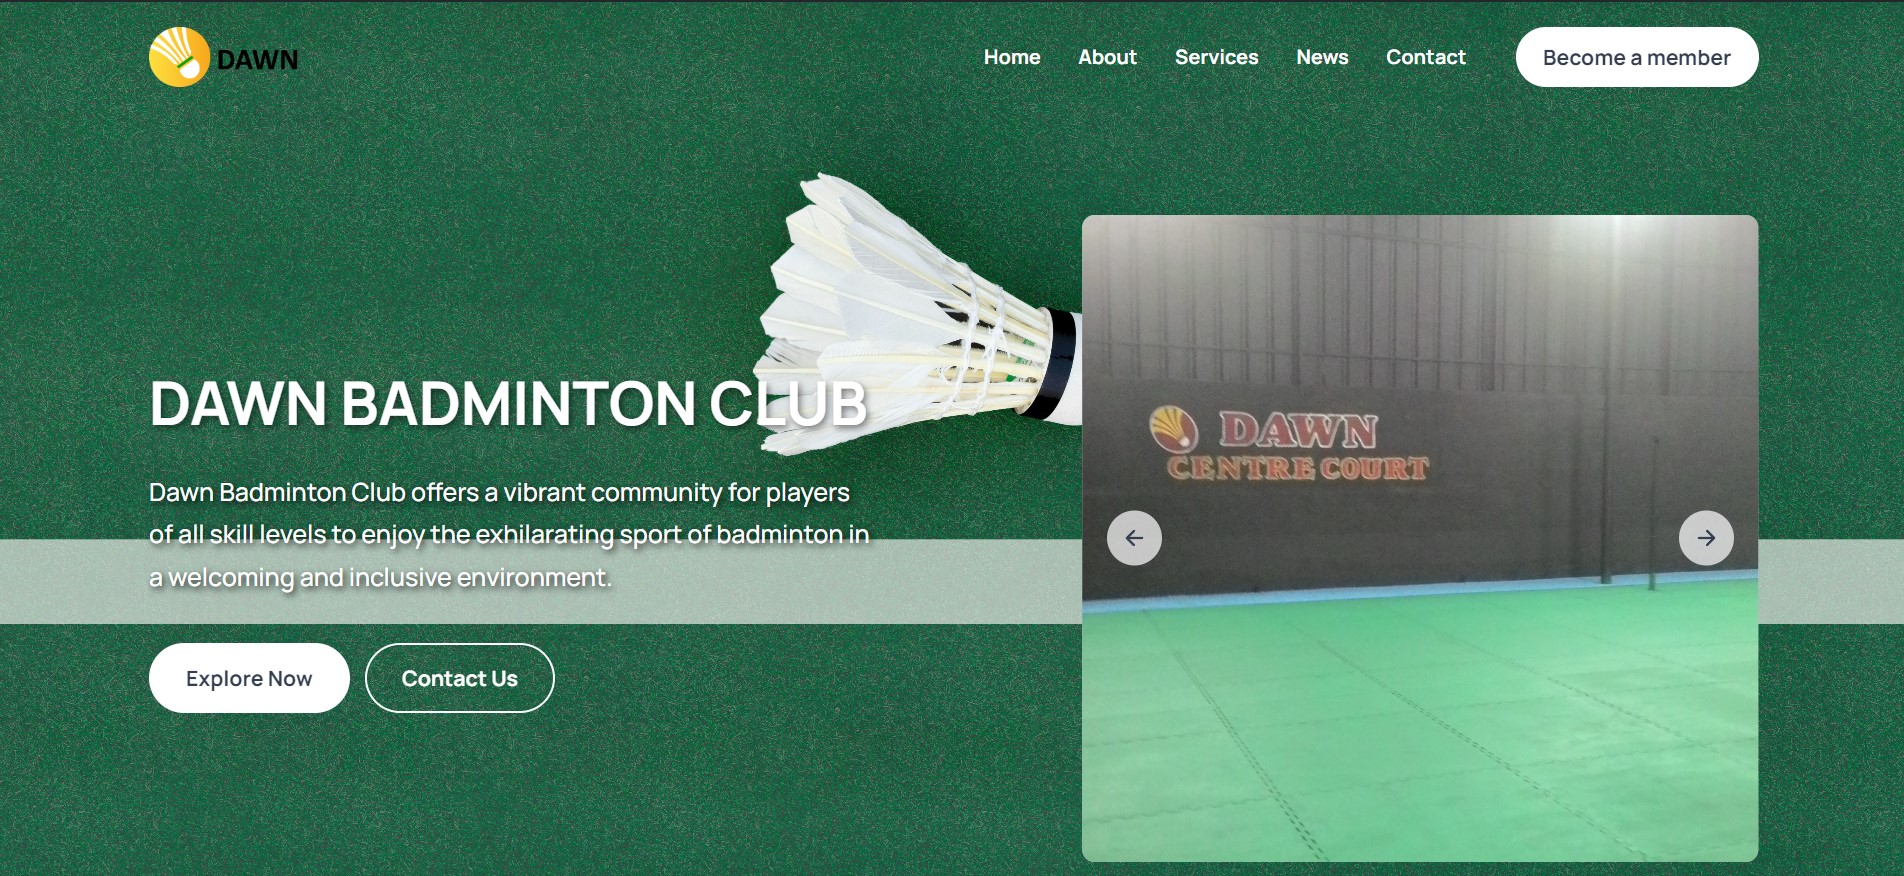 DAWN
Home About Services News Contact Become a member
DAWN BADMINTON CLUB
Dawn Badminton Club offers a vibrant community for players
of all skill levels to enjoy the exhilarating sport of badminton in
a welcoming and inclusive environment.
Explore Now Contact Us
DAWN
CENTRE COURT